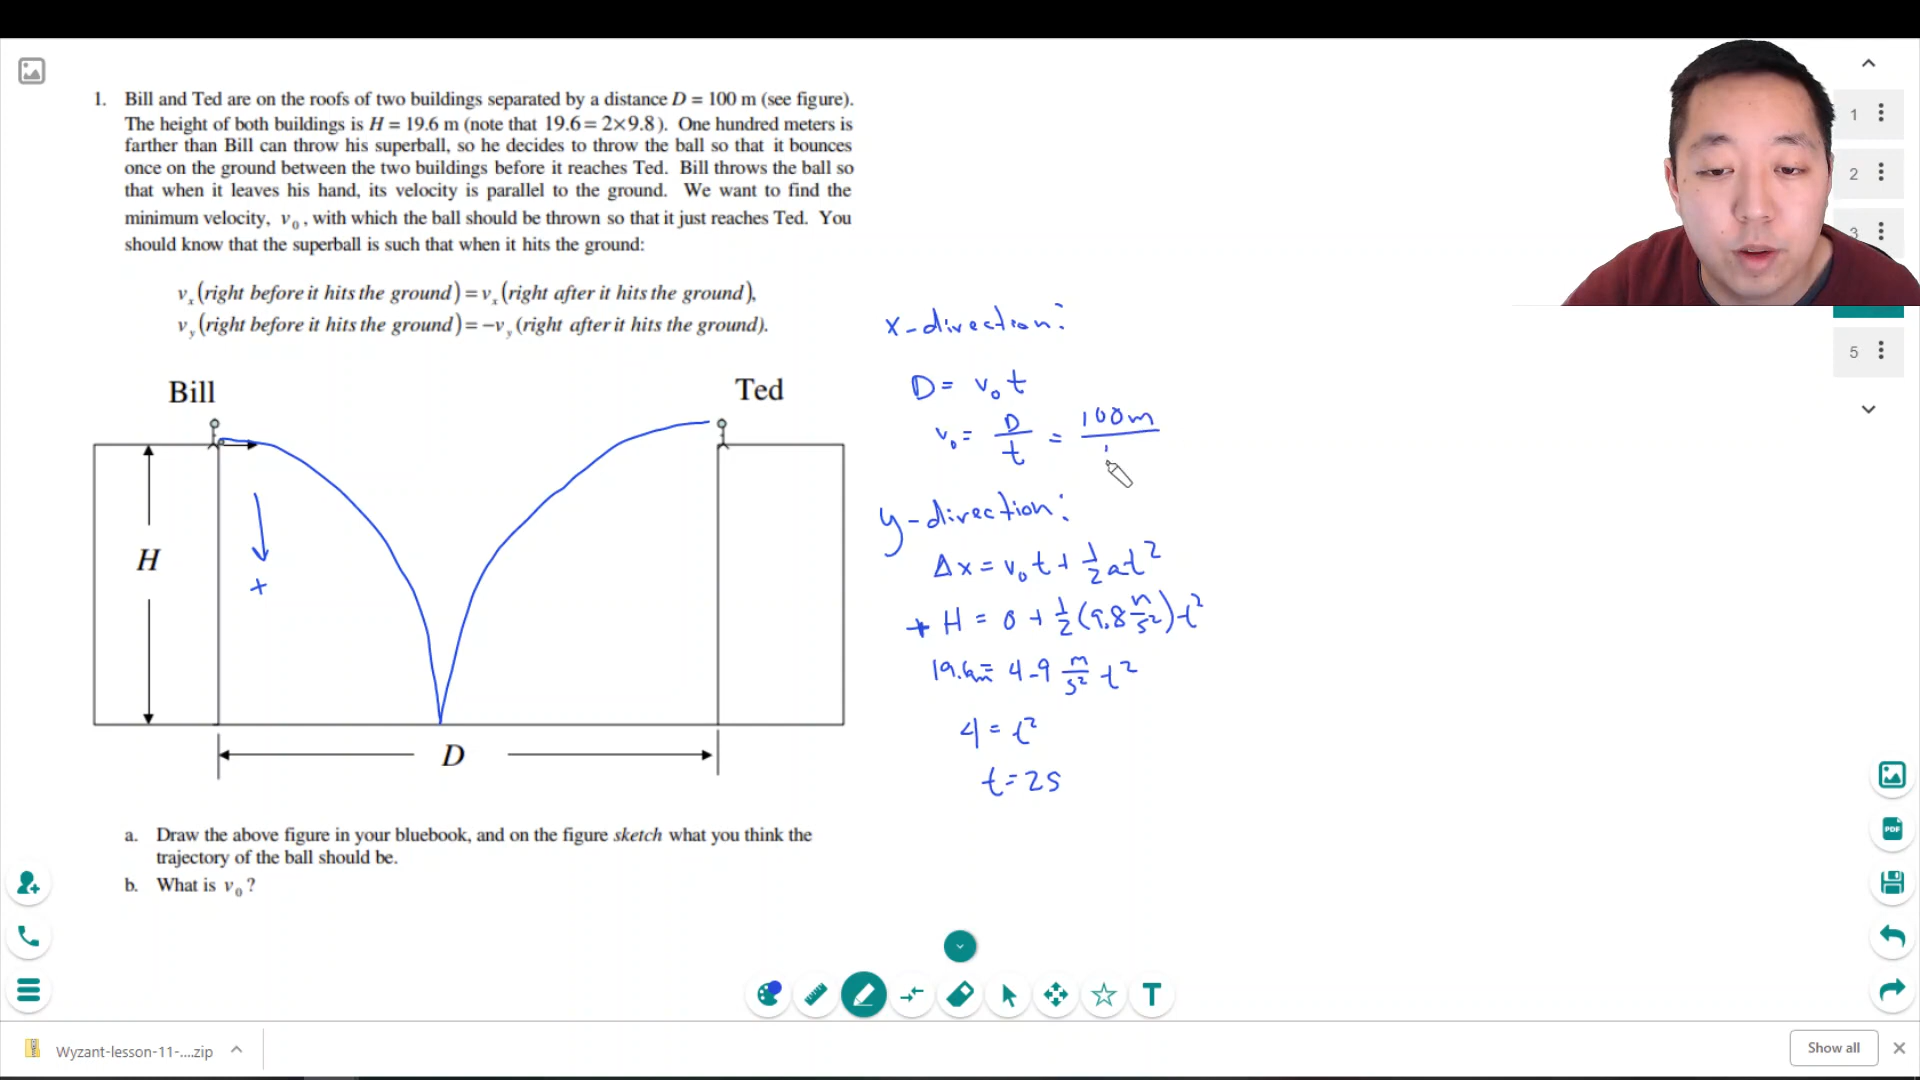 1. Bill and Ted are on the roofs of two buildings separated by a distance D = 100 m (see figure).
The height of both buildings is H = 19.6 m (note that 19.6 = 2×9.8). One hundred meters is
farther than Bill can throw his superball, so he decides to throw the ball so that it bounces
once on the ground between the two buildings before it reaches Ted. Bill throws the ball so
that when it leaves his hand, its velocity is parallel to the ground. We want to find the
minimum velocity, v₀, with which the ball should be thrown so that it just reaches Ted. You
should know that the superball is such that when it hits the ground:
vₓ(right before it hits the ground) = vₓ(right after it hits the ground),
v_y(right before it hits the ground) = −v_y(right after it hits the ground).
Bill
Ted
H
+
D
a. Draw the above figure in your bluebook, and on the figure sketch what you think the
trajectory of the ball should be.
b. What is v₀?
x-direction:
D = v₀t
v₀ = D/t = 100m/
y-direction:
Δx = v₀t + ½at²
+ H = 0 + ½(9.8 m/s²)t²
19.6m = 4.9 m/s² t²
4 = t²
t = 2s
1
2
3
5
PDF
T
Wyzant-lesson-11-....zip
Show all